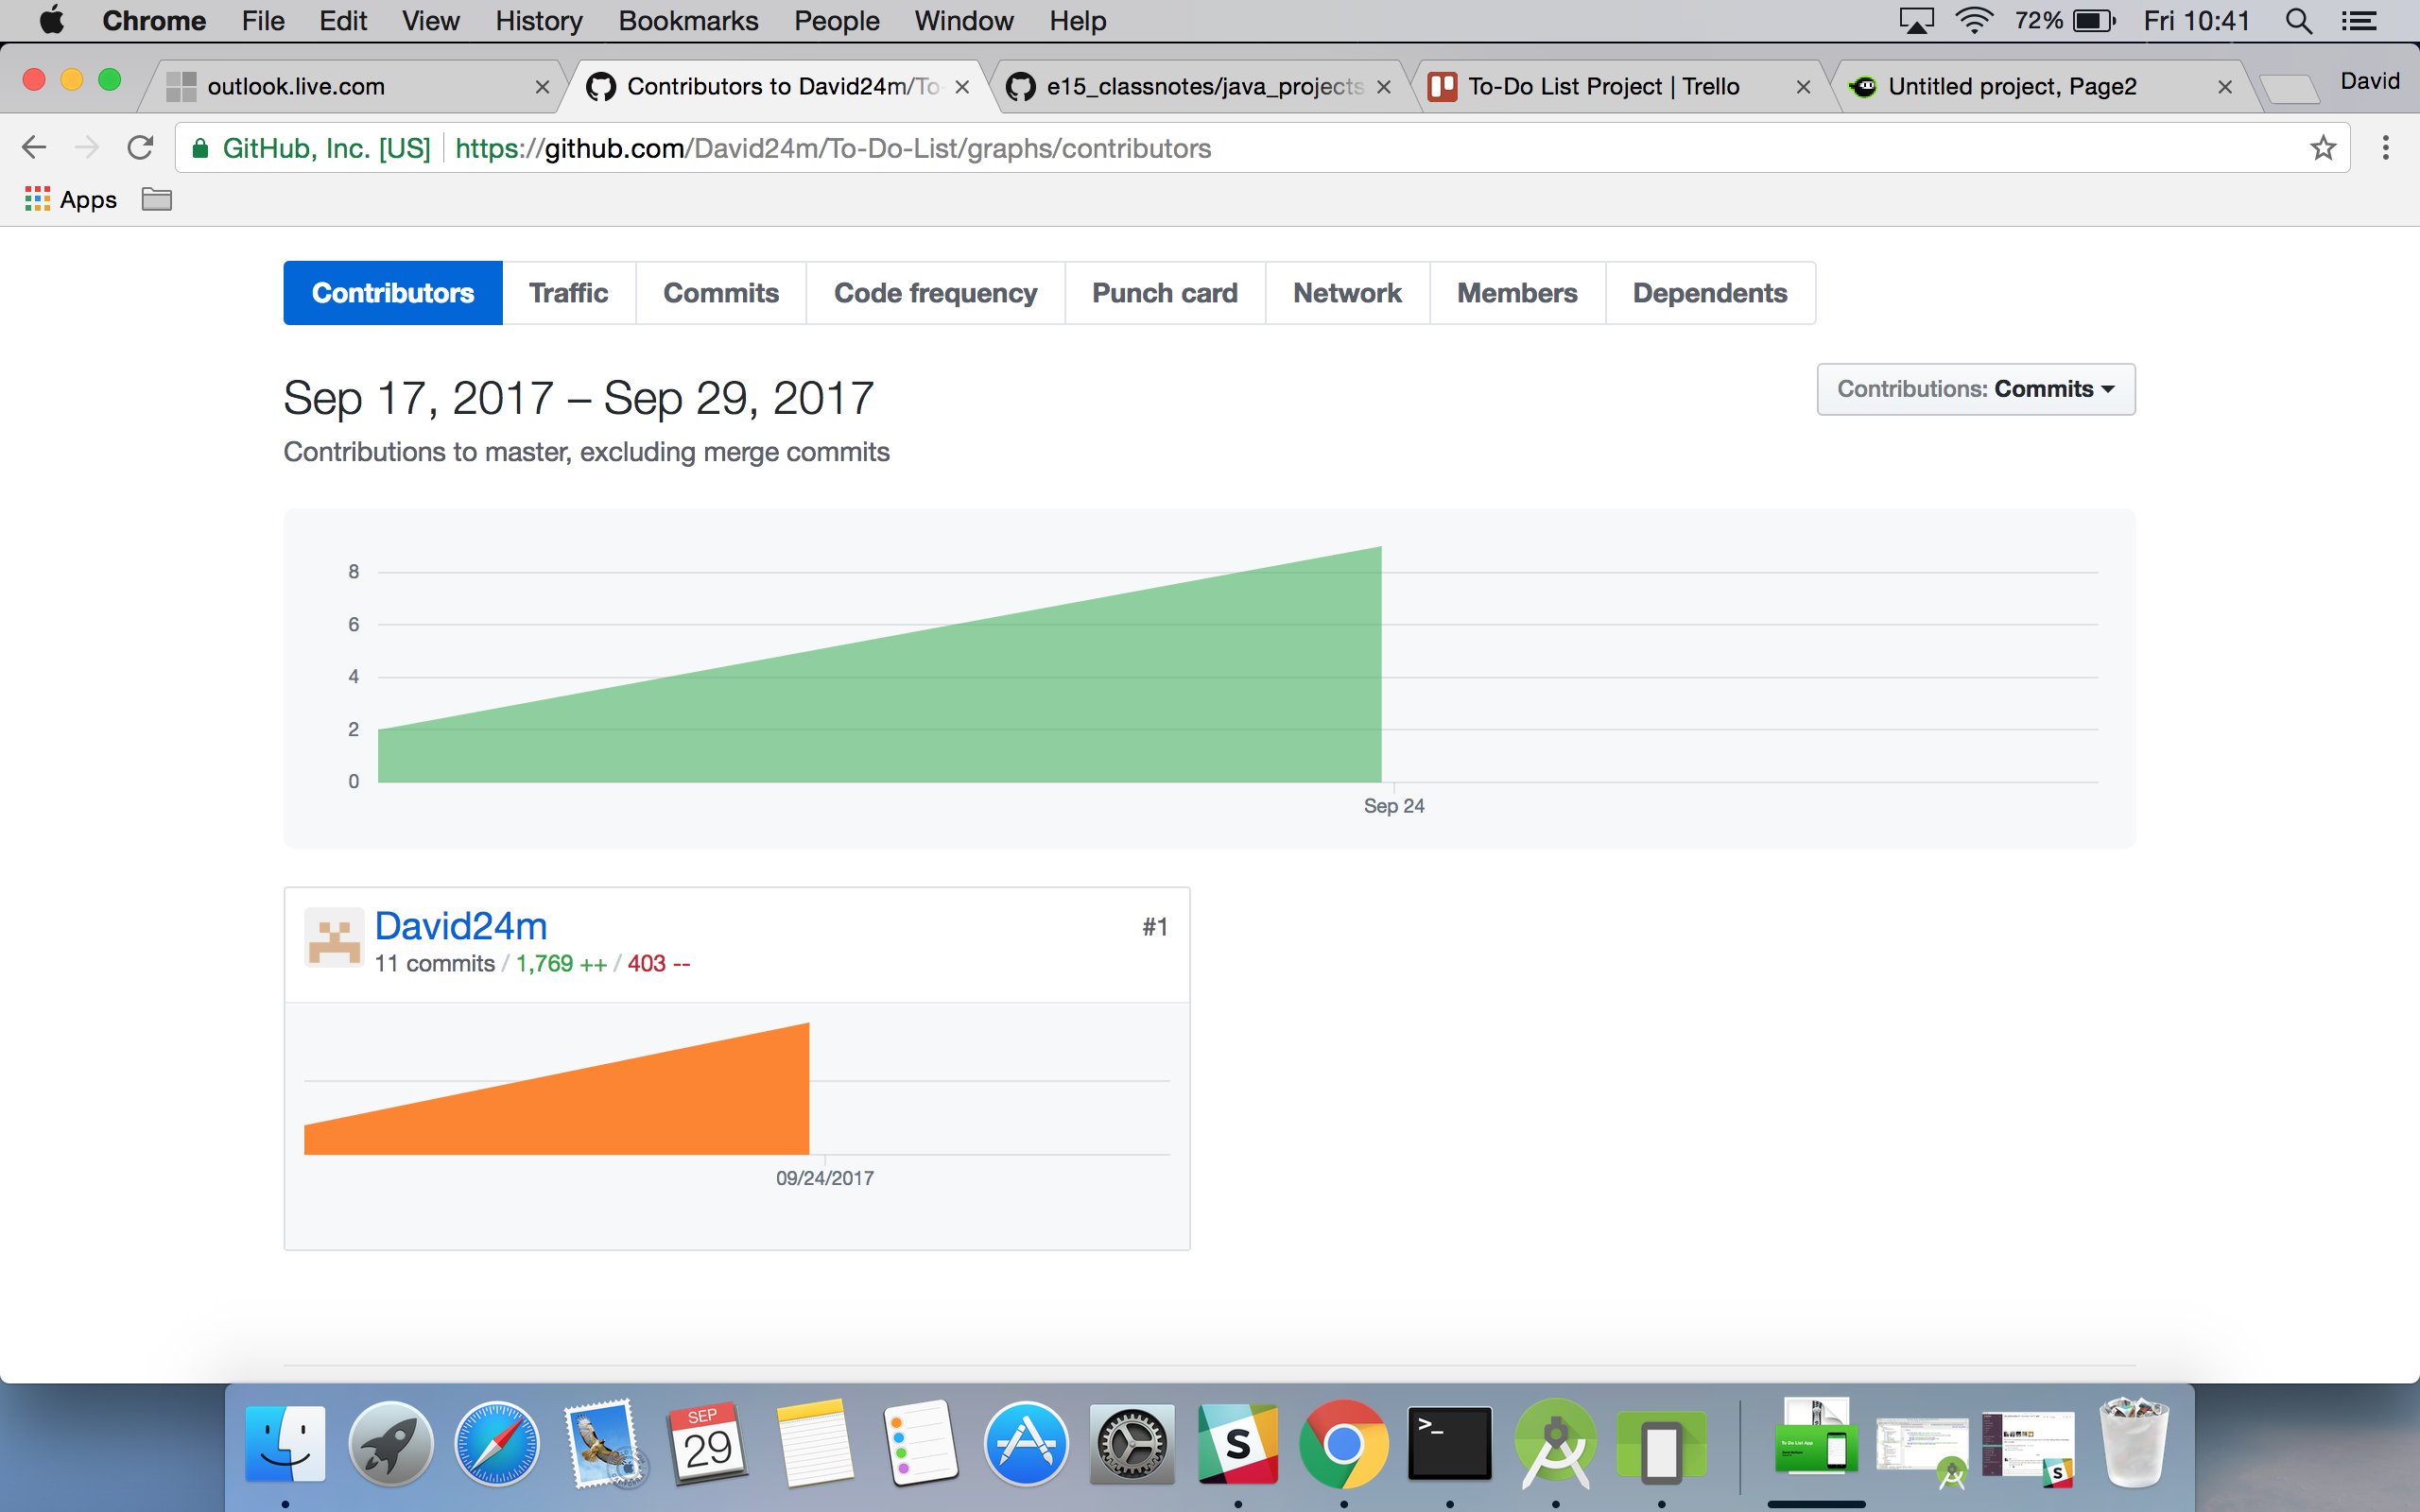 Chrome File Edit View History Bookmarks People Window Help 72% Fri 10:41
outlook.live.com Contributors to David24m/To- e15_classnotes/java_projects To-Do List Project | Trello Untitled project, Page2 David
GitHub, Inc. [US] https://github.com/David24m/To-Do-List/graphs/contributors
Apps
Contributors Traffic Commits Code frequency Punch card Network Members Dependents
Sep 17, 2017 – Sep 29, 2017
Contributions: Commits
Contributions to master, excluding merge commits
8
6
4
2
0
Sep 24
David24m #1
11 commits / 1,769 ++ / 403 --
09/24/2017
SEP
29
S
>_
To Do List App
S